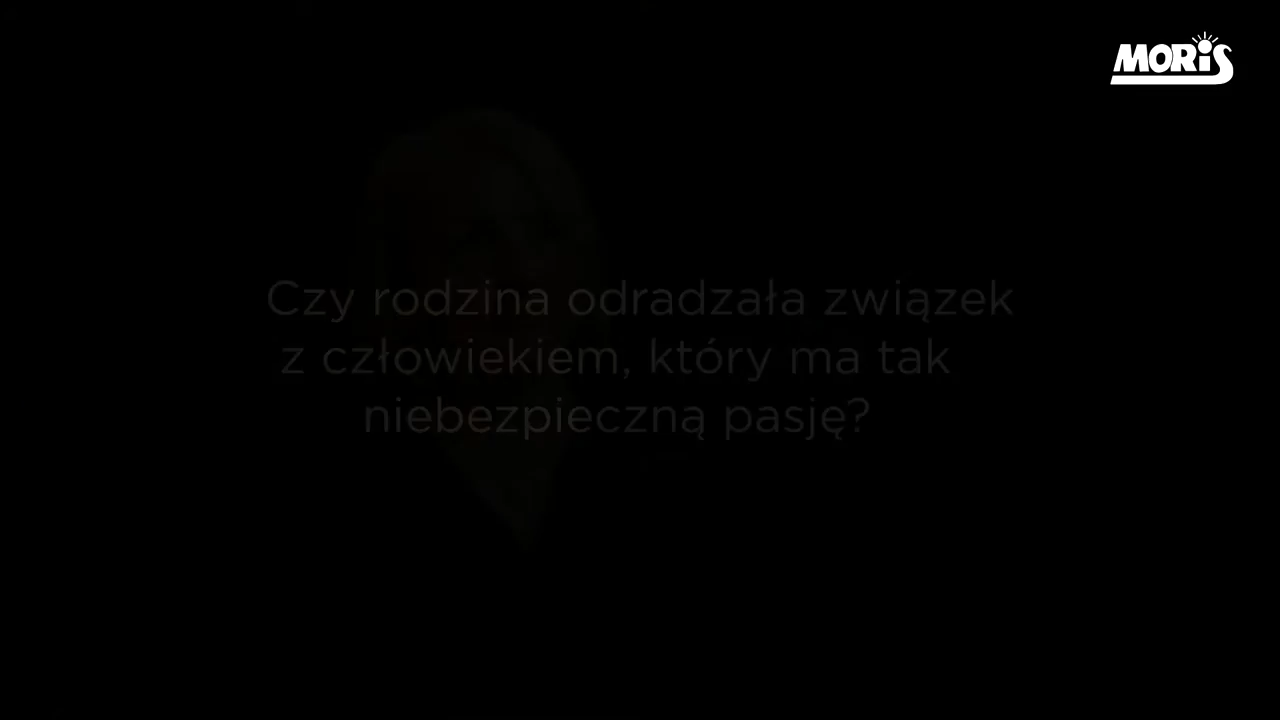 MORIS
Czy rodzina odradzała związek
z człowiekiem, który ma tak
niebezpieczną pasję?